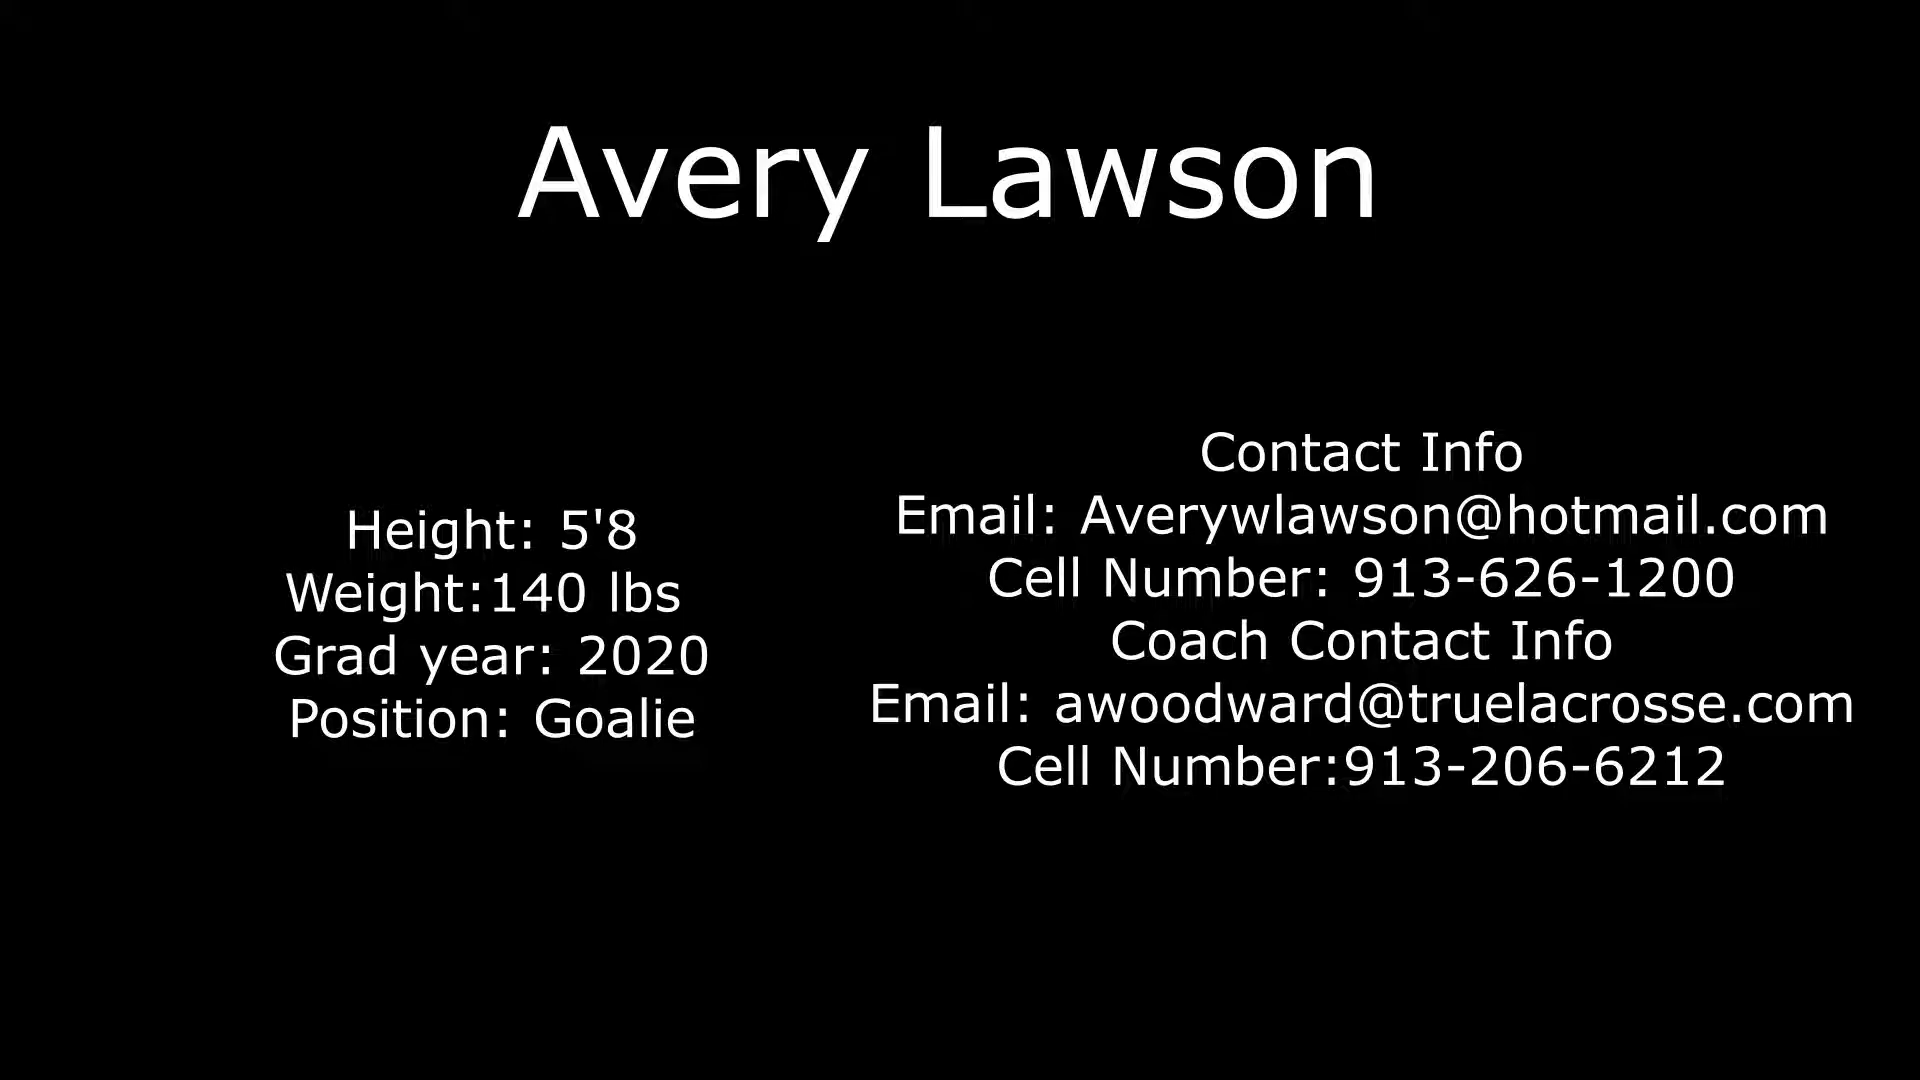 Avery Lawson
Height: 5'8
Weight:140 lbs
Grad year: 2020
Position: Goalie
Contact Info
Email: Averywlawson@hotmail.com
Cell Number: 913-626-1200
Coach Contact Info
Email: awoodward@truelacrosse.com
Cell Number:913-206-6212